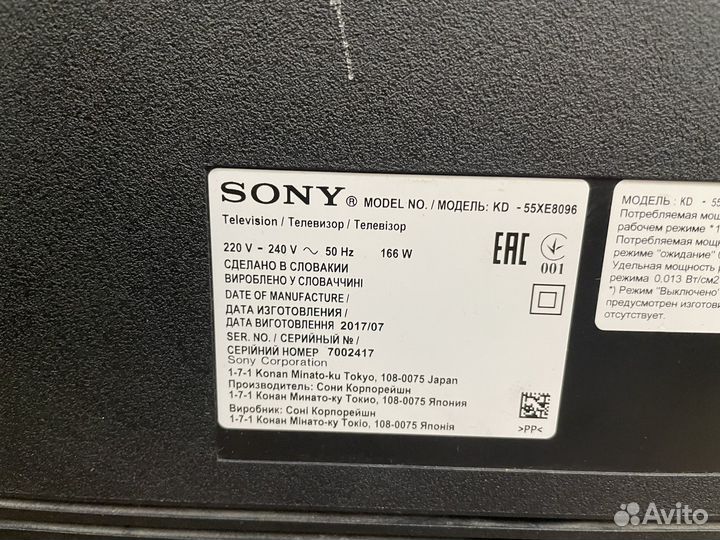 SONY® MODEL NO. / МОДЕЛЬ: KD - 55XE8096
Television / Телевизор / Телевізор
220 V - 240 V ~ 50 Hz 166 W
СДЕЛАНО В СЛОВАКИИ
ВИРОБЛЕНО У СЛОВАЧЧИНІ
DATE OF MANUFACTURE /
ДАТА ИЗГОТОВЛЕНИЯ /
ДАТА ВИГОТОВЛЕННЯ 2017/07
SER. NO. / СЕРИЙНЫЙ № /
СЕРІЙНИЙ НОМЕР 7002417
Sony Corporation
1-7-1 Konan Minato-ku Tokyo, 108-0075 Japan
Производитель: Сони Корпорейшн
1-7-1 Конан Минато-ку Токио, 108-0075 Япония
Виробник: Соні Корпорейшн
1-7-1 Конан Мінато-ку Токіо, 108-0075 Японія
EAC
001
>PP<
МОДЕЛЬ : KD - 55
Потребляемая мощ
рабочем режиме *1
Потребляемая мощ
режиме "ожидание" 0
Удельная мощность
режима 0,013 Вт/см2
*) Режим "Выключено"
предусмотрен изготови
отсутствует.
Avito